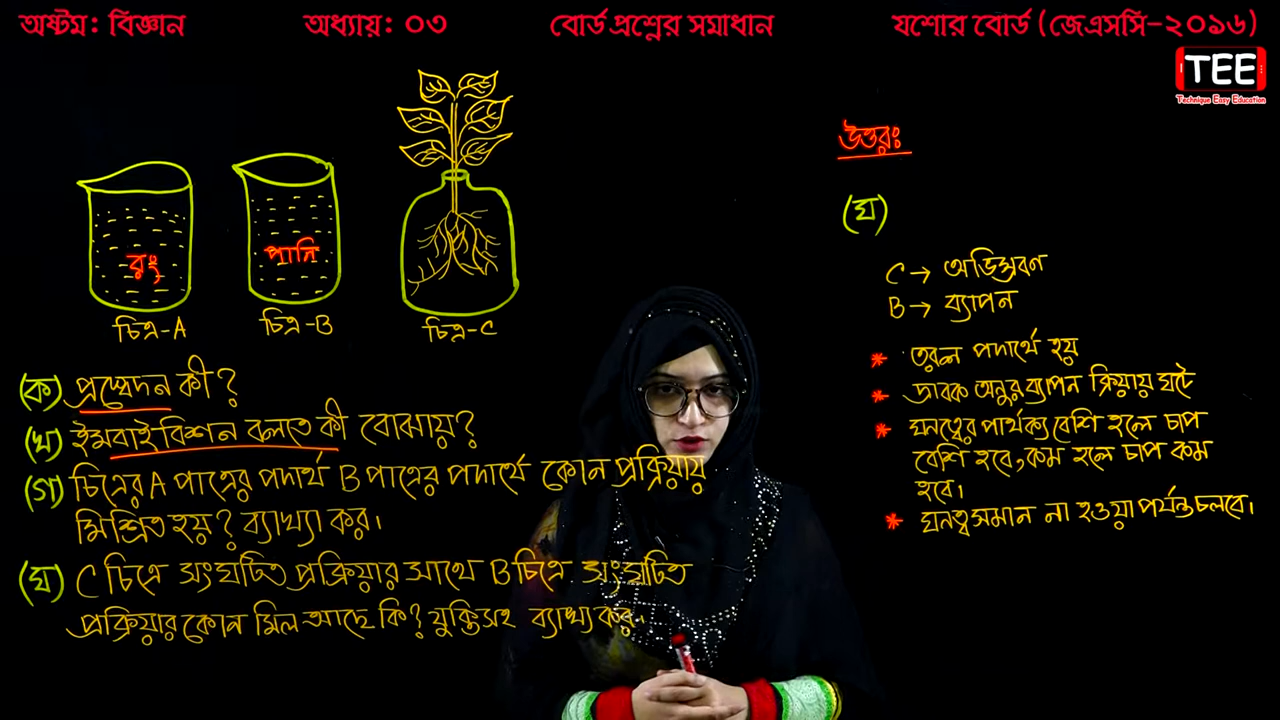 অষ্টম: বিজ্ঞান
অধ্যায়: ০৩
বোর্ড প্রশ্নের সমাধান
যশোর বোর্ড (জেএসসি-২০১৬)
TEE
Technique Easy Education
রং
পানি
চিত্র-A
চিত্র-B
চিত্র-C
(ক) প্রস্বেদন কী?
(খ) ইমবাইবিশন বলতে কী বোঝায়?
(গ) চিত্রের A পাত্রের পদার্থ B পাত্রের পদার্থে কোন প্রক্রিয়ায়
মিশ্রিত হয়? ব্যাখ্যা কর।
(ঘ) C চিত্রে সংঘটিত প্রক্রিয়ার সাথে B চিত্রে সংঘটিত
প্রক্রিয়ার কোন মিল আছে কি? যুক্তিসহ ব্যাখ্য কর।
উত্তরঃ
(ঘ)
C → অভিস্রবণ
B → ব্যাপন
* তরল পদার্থে হয়
* দ্রাবক অনুর ব্যাপন ক্রিয়ায় ঘটে
* ঘনত্বের পার্থক্য বেশি হলে চাপ
বেশি হবে, কম হলে চাপ কম
হবে।
* ঘনত্ব সমান না হওয়া পর্যন্ত চলবে।